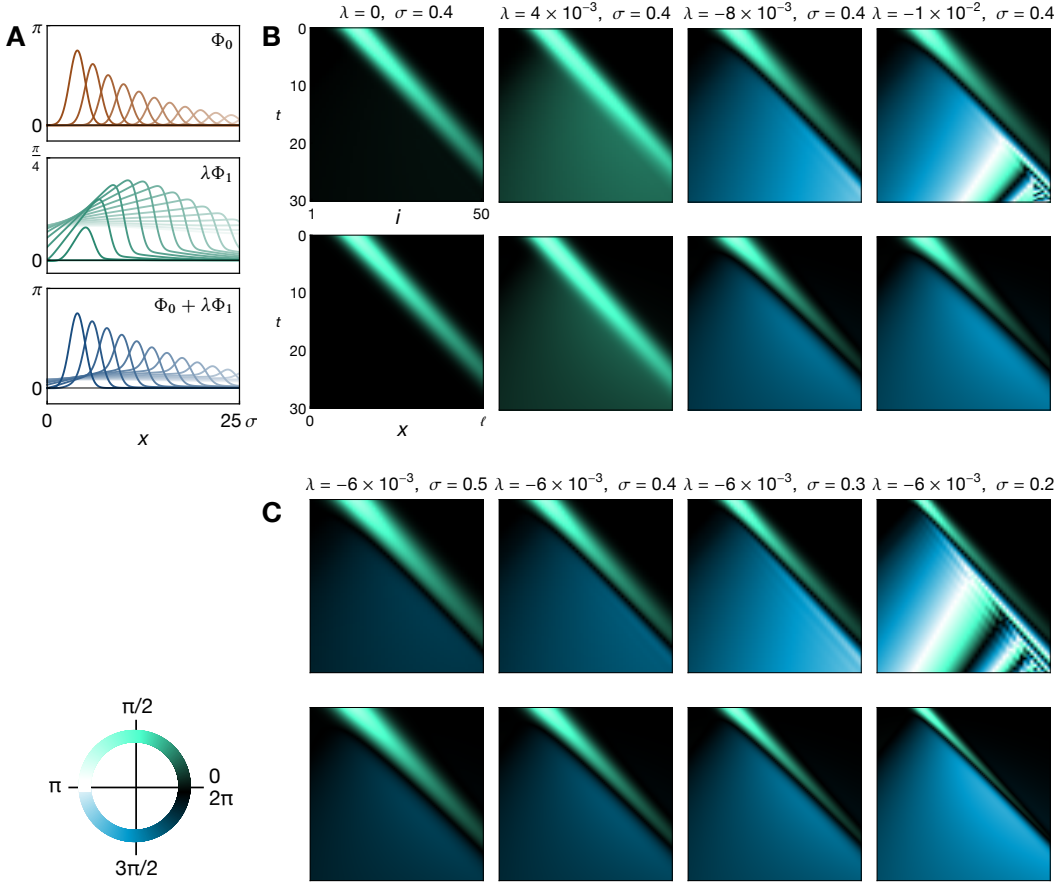 A
π
Φ₀
0
π/4
λΦ₁
0
π
Φ₀ + λΦ₁
0
0
25 σ
x
B
λ = 0, σ = 0.4
λ = 4 × 10⁻³, σ = 0.4
λ = −8 × 10⁻³, σ = 0.4
λ = −1 × 10⁻², σ = 0.4
0
10
t
20
30
1
i
50
0
10
t
20
30
0
x
ℓ
C
λ = −6 × 10⁻³, σ = 0.5
λ = −6 × 10⁻³, σ = 0.4
λ = −6 × 10⁻³, σ = 0.3
λ = −6 × 10⁻³, σ = 0.2
π/2
π
0
2π
3π/2